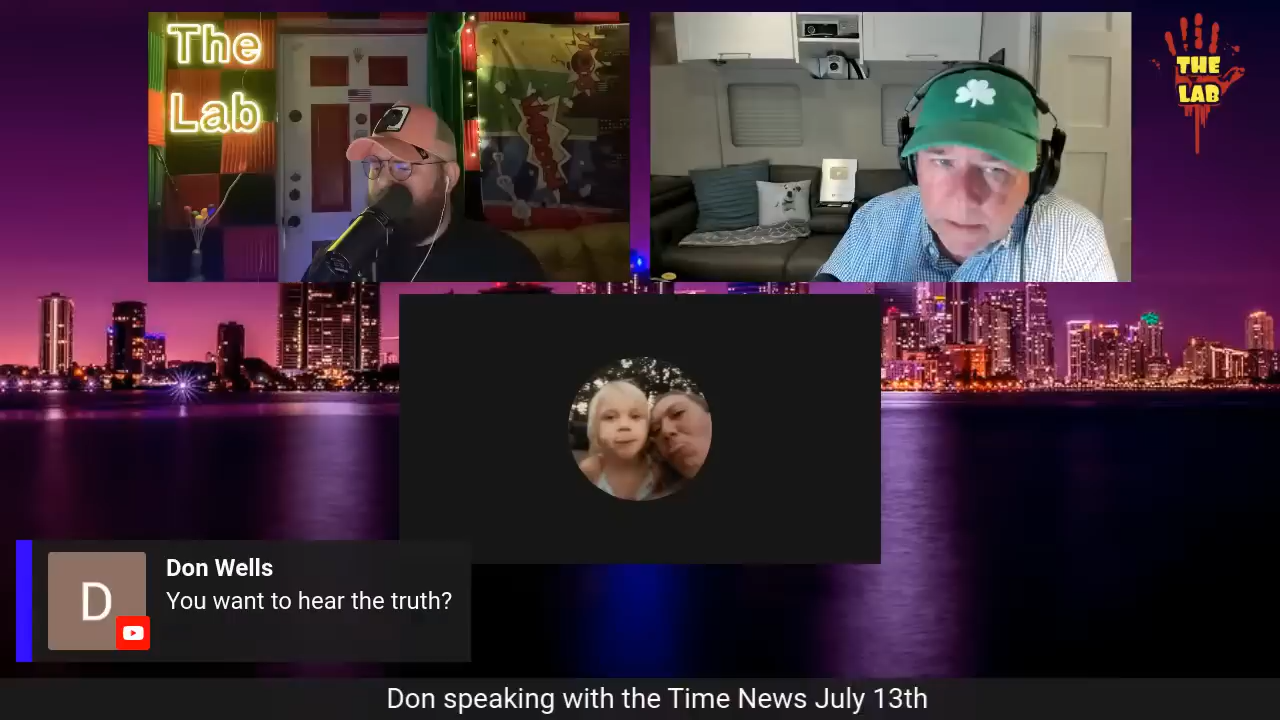 The
Lab
THE
LAB
D
Don Wells
You want to hear the truth?
Don speaking with the Time News July 13th